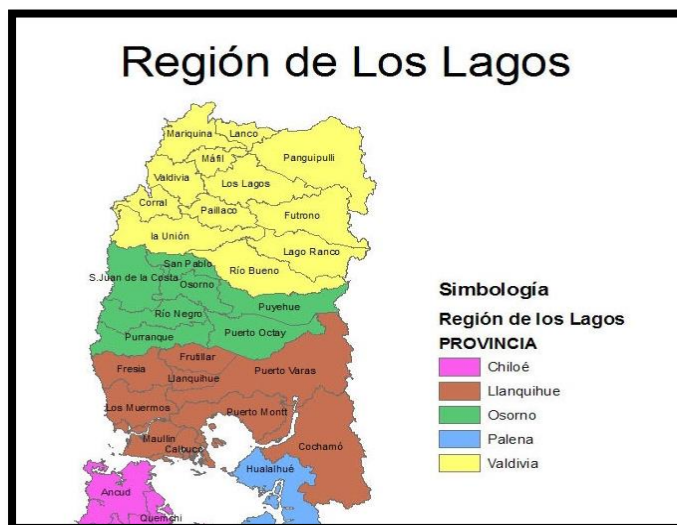 Región de Los Lagos
Mariquina
Lanco
Panguipulli
Máfil
Valdivia
Los Lagos
Corral
Paillaco
Futrono
la Unión
Lago Ranco
Río Bueno
San Pablo
S.Juan de la Costa
Osorno
Puyehue
Río Negro
Puerto Octay
Purranque
Frutillar
Fresia
Llanquihue
Puerto Varas
Los Muermos
Puerto Montt
Maullín
Calbuco
Cochamó
Hualaihué
Ancud
Quemchi
Simbología
Región de los Lagos
PROVINCIA
Chiloé
Llanquihue
Osorno
Palena
Valdivia